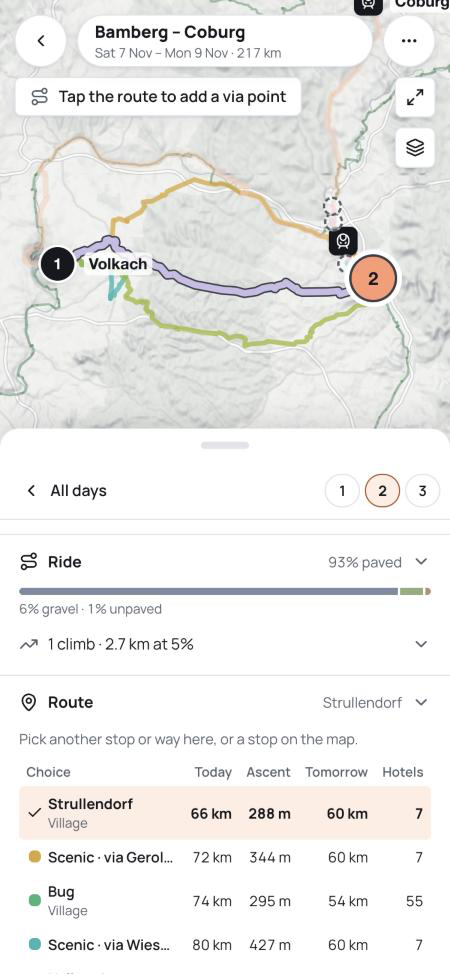 Coburg
Bamberg – Coburg
Sat 7 Nov – Mon 9 Nov · 217 km
Tap the route to add a via point
1
Volkach
2
All days
1
2
3
Ride
93% paved
6% gravel · 1% unpaved
1 climb · 2.7 km at 5%
Route
Strullendorf
Pick another stop or way here, or a stop on the map.
Choice Today Ascent Tomorrow Hotels
Strullendorf 66 km 288 m 60 km 7
Village
Scenic · via Gerol... 72 km 344 m 60 km 7
Bug 74 km 295 m 54 km 55
Village
Scenic · via Wies... 80 km 427 m 60 km 7